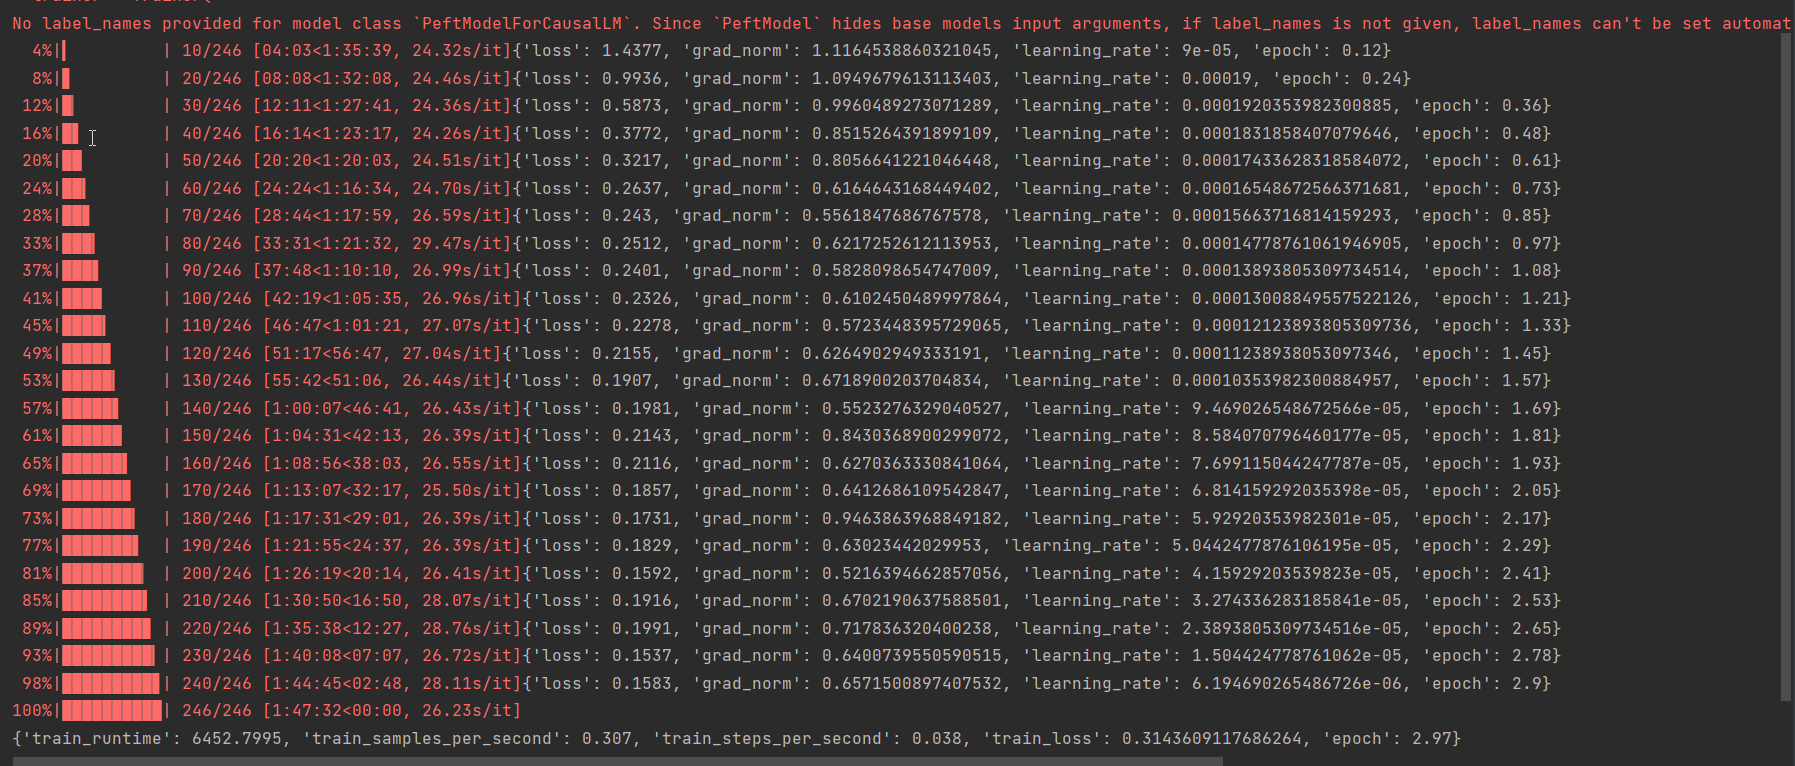 No label_names provided for model class `PeftModelForCausalLM`. Since `PeftModel` hides base models input arguments, if label_names is not given, label_names can't be set automat
4%| | 10/246 [04:03<1:35:39, 24.32s/it]{'loss': 1.4377, 'grad_norm': 1.1164538860321045, 'learning_rate': 9e-05, 'epoch': 0.12}
8%| | 20/246 [08:08<1:32:08, 24.46s/it]{'loss': 0.9936, 'grad_norm': 1.0949679613113403, 'learning_rate': 0.00019, 'epoch': 0.24}
12%| | 30/246 [12:11<1:27:41, 24.36s/it]{'loss': 0.5873, 'grad_norm': 0.9960489273071289, 'learning_rate': 0.0001920353982300885, 'epoch': 0.36}
16%| | 40/246 [16:14<1:23:17, 24.26s/it]{'loss': 0.3772, 'grad_norm': 0.8515264391899109, 'learning_rate': 0.0001831858407079646, 'epoch': 0.48}
20%| | 50/246 [20:20<1:20:03, 24.51s/it]{'loss': 0.3217, 'grad_norm': 0.8056641221046448, 'learning_rate': 0.00017433628318584072, 'epoch': 0.61}
24%| | 60/246 [24:24<1:16:34, 24.70s/it]{'loss': 0.2637, 'grad_norm': 0.6164643168449402, 'learning_rate': 0.00016548672566371681, 'epoch': 0.73}
28%| | 70/246 [28:44<1:17:59, 26.59s/it]{'loss': 0.243, 'grad_norm': 0.5561847686767578, 'learning_rate': 0.00015663716814159293, 'epoch': 0.85}
33%| | 80/246 [33:31<1:21:32, 29.47s/it]{'loss': 0.2512, 'grad_norm': 0.6217252612113953, 'learning_rate': 0.00014778761061946905, 'epoch': 0.97}
37%| | 90/246 [37:48<1:10:10, 26.99s/it]{'loss': 0.2401, 'grad_norm': 0.5828098654747009, 'learning_rate': 0.00013893805309734514, 'epoch': 1.08}
41%| | 100/246 [42:19<1:05:35, 26.96s/it]{'loss': 0.2326, 'grad_norm': 0.6102450489997864, 'learning_rate': 0.00013008849557522126, 'epoch': 1.21}
45%| | 110/246 [46:47<1:01:21, 27.07s/it]{'loss': 0.2278, 'grad_norm': 0.5723448395729065, 'learning_rate': 0.00012123893805309736, 'epoch': 1.33}
49%| | 120/246 [51:17<56:47, 27.04s/it]{'loss': 0.2155, 'grad_norm': 0.6264902949333191, 'learning_rate': 0.00011238938053097346, 'epoch': 1.45}
53%| | 130/246 [55:42<51:06, 26.44s/it]{'loss': 0.1907, 'grad_norm': 0.6718900203704834, 'learning_rate': 0.00010353982300884957, 'epoch': 1.57}
57%| | 140/246 [1:00:07<46:41, 26.43s/it]{'loss': 0.1981, 'grad_norm': 0.5523276329040527, 'learning_rate': 9.469026548672566e-05, 'epoch': 1.69}
61%| | 150/246 [1:04:31<42:13, 26.39s/it]{'loss': 0.2143, 'grad_norm': 0.8430368900299072, 'learning_rate': 8.584070796460177e-05, 'epoch': 1.81}
65%| | 160/246 [1:08:56<38:03, 26.55s/it]{'loss': 0.2116, 'grad_norm': 0.6270363330841064, 'learning_rate': 7.699115044247787e-05, 'epoch': 1.93}
69%| | 170/246 [1:13:07<32:17, 25.50s/it]{'loss': 0.1857, 'grad_norm': 0.6412686109542847, 'learning_rate': 6.814159292035398e-05, 'epoch': 2.05}
73%| | 180/246 [1:17:31<29:01, 26.39s/it]{'loss': 0.1731, 'grad_norm': 0.9463863968849182, 'learning_rate': 5.92920353982301e-05, 'epoch': 2.17}
77%| | 190/246 [1:21:55<24:37, 26.39s/it]{'loss': 0.1829, 'grad_norm': 0.63023442029953, 'learning_rate': 5.0442477876106195e-05, 'epoch': 2.29}
81%| | 200/246 [1:26:19<20:14, 26.41s/it]{'loss': 0.1592, 'grad_norm': 0.5216394662857056, 'learning_rate': 4.15929203539823e-05, 'epoch': 2.41}
85%| | 210/246 [1:30:50<16:50, 28.07s/it]{'loss': 0.1916, 'grad_norm': 0.6702190637588501, 'learning_rate': 3.274336283185841e-05, 'epoch': 2.53}
89%| | 220/246 [1:35:38<12:27, 28.76s/it]{'loss': 0.1991, 'grad_norm': 0.717836320400238, 'learning_rate': 2.3893805309734516e-05, 'epoch': 2.65}
93%| | 230/246 [1:40:08<07:07, 26.72s/it]{'loss': 0.1537, 'grad_norm': 0.6400739550590515, 'learning_rate': 1.504424778761062e-05, 'epoch': 2.78}
98%| | 240/246 [1:44:45<02:48, 28.11s/it]{'loss': 0.1583, 'grad_norm': 0.6571500897407532, 'learning_rate': 6.194690265486726e-06, 'epoch': 2.9}
100%| | 246/246 [1:47:32<00:00, 26.23s/it]
{'train_runtime': 6452.7995, 'train_samples_per_second': 0.307, 'train_steps_per_second': 0.038, 'train_loss': 0.3143609117686264, 'epoch': 2.97}